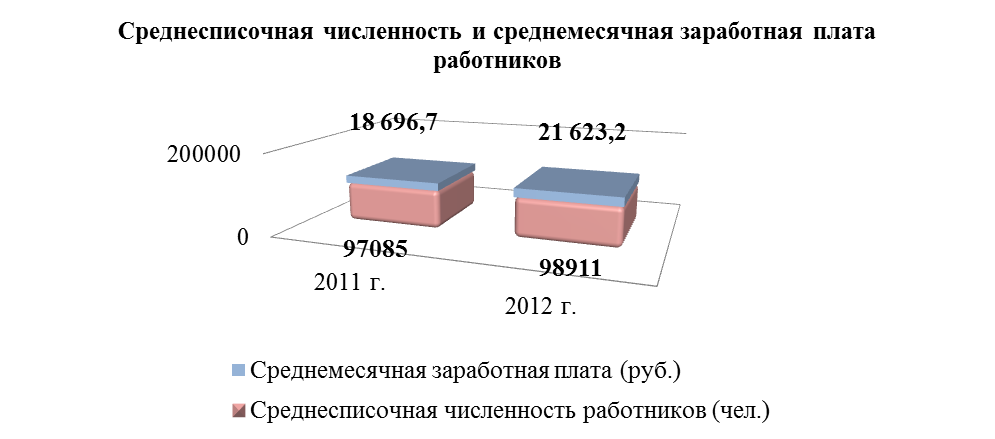 Среднесписочная численность и среднемесячная заработная плата
работников
18 696,7
21 623,2
200000
0
97085
98911
2011 г.
2012 г.
Среднемесячная заработная плата (руб.)
Среднесписочная численность работников (чел.)